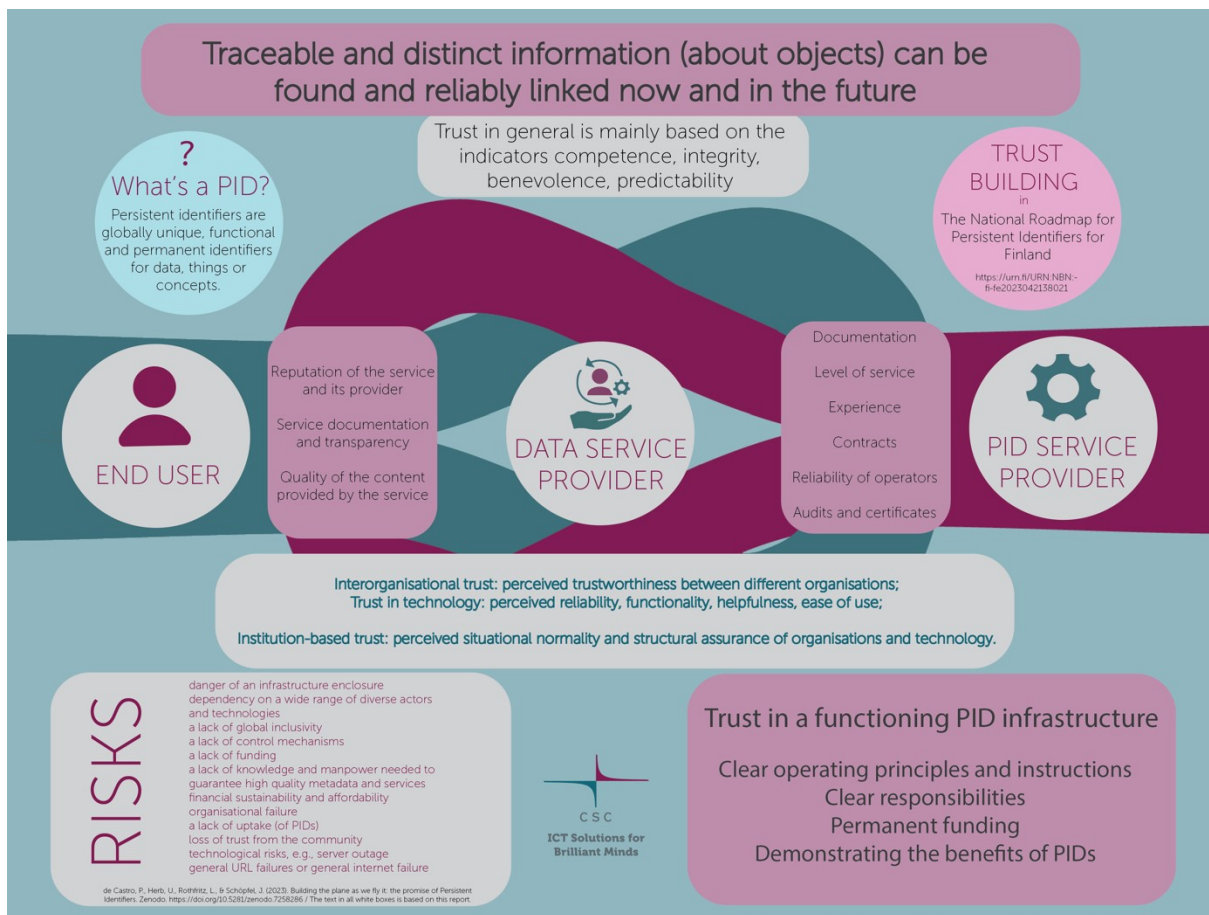 Traceable and distinct information (about objects) can be
found and reliably linked now and in the future
Trust in general is mainly based on the
indicators competence, integrity,
benevolence, predictability
?
What's a PID?
Persistent identifiers are
globally unique, functional
and permanent identifiers
for data, things or
concepts.
TRUST
BUILDING
in
The National Roadmap for
Persistent Identifiers for
Finland
https://urn.fi/URN:NBN:-
fi-fe2023042138021
END USER
Reputation of the service
and its provider
Service documentation
and transparency
Quality of the content
provided by the service
DATA SERVICE
PROVIDER
Documentation
Level of service
Experience
Contracts
Reliability of operators
Audits and certificates
PID SERVICE
PROVIDER
Interorganisational trust: perceived trustworthiness between different organisations;
Trust in technology: perceived reliability, functionality, helpfulness, ease of use;
Institution-based trust: perceived situational normality and structural assurance of organisations and technology.
RISKS
danger of an infrastructure enclosure
dependency on a wide range of diverse actors
and technologies
a lack of global inclusivity
a lack of control mechanisms
a lack of funding
a lack of knowledge and manpower needed to
guarantee high quality metadata and services
financial sustainability and affordability
organisational failure
a lack of uptake (of PIDs)
loss of trust from the community
technological risks, e.g., server outage
general URL failures or general internet failure
de Castro, P., Herb, U., Rothfritz, L., & Schöpfel, J. (2023). Building the plane as we fly it: the promise of Persistent
Identifiers. Zenodo. https://doi.org/10.5281/zenodo.7258286 / The text in all white boxes is based on this report.
CSC
ICT Solutions for
Brilliant Minds
Trust in a functioning PID infrastructure
Clear operating principles and instructions
Clear responsibilities
Permanent funding
Demonstrating the benefits of PIDs